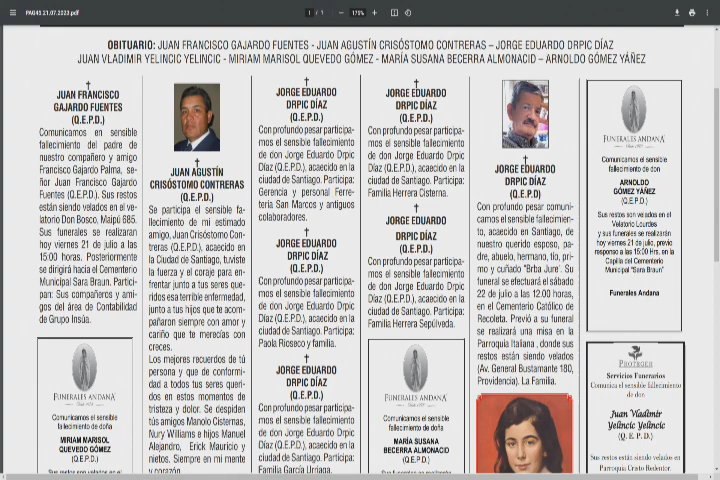 PAG45 21.07.2023.pdf
1 / 1
170%
OBITUARIO: JUAN FRANCISCO GAJARDO FUENTES - JUAN AGUSTÍN CRISÓSTOMO CONTRERAS – JORGE EDUARDO DRPIC DÍAZ
JUAN VLADIMIR YELINCIC YELINCIC - MIRIAM MARISOL QUEVEDO GÓMEZ - MARÍA SUSANA BECERRA ALMONACID – ARNOLDO GÓMEZ YÁÑEZ
JUAN FRANCISCO
GAJARDO FUENTES
(Q.E.P.D.)
Comunicamos en sensible
fallecimiento del padre de
nuestro compañero y amigo
Francisco Gajardo Palma, se-
ñor Juan Francisco Gajardo
Fuentes (Q.E.P.D.). Sus restos
están siendo velados en el ve-
latorio Don Bosco, Maipú 685.
Sus funerales se realizaran
hoy viernes 21 de julio a las
15:00 horas. Posteriormente
se dirigirá hacia el Cementerio
Municipal Sara Braun. Partici-
pan: Sus compañeros y ami-
gos del área de Contabilidad
de Grupo Insúa.
FUNERALES ANDANA
Comunicamos el sensible
fallecimiento de doña
MIRIAM MARISOL
QUEVEDO GÓMEZ
(Q.E.P.D.)
Sus restos son velados en el
JUAN AGUSTÍN
CRISÓSTOMO CONTRERAS
(Q.E.P.D.)
Se participa el sensible fa-
llecimiento de mi estimado
amigo, Juan Crisóstomo Con-
treras (Q.E.P.D.), acaecido en
la Ciudad de Santiago, tuviste
la fuerza y el coraje para en-
frentar junto a tus seres que-
ridos esa terrible enfermedad,
junto a tus hijos que te acom-
pañaron siempre con amor y
cariño que te merecías con
creces.
Los mejores recuerdos de tú
persona y que de conformi-
dad a todos tus seres queri-
dos en estos momentos de
tristeza y dolor. Se despiden
tús amigos Manolo Cisternas,
Nury Williams e hijos Manuel
Alejandro, Erick Mauricio y
nietos. Siempre en mi mente
y corazón
JORGE EDUARDO
DRPIC DÍAZ
(Q.E.P.D.)
Con profundo pesar participa-
mos el sensible fallecimiento
de don Jorge Eduardo Drpic
Díaz (Q.E.P.D.), acaecido en la
ciudad de Santiago. Participa:
Gerencia y personal Ferre-
tería San Marcos y antiguos
colaboradores.
JORGE EDUARDO
DRPIC DÍAZ
(Q.E.P.D.)
Con profundo pesar participa-
mos el sensible fallecimiento
de don Jorge Eduardo Drpic
Díaz (Q.E.P.D.), acaecido en la
ciudad de Santiago. Participa:
Paola Rioseco y familia.
JORGE EDUARDO
DRPIC DÍAZ
(Q.E.P.D.)
Con profundo pesar participa-
mos el sensible fallecimiento
de don Jorge Eduardo Drpic
Díaz (Q.E.P.D.), acaecido en la
ciudad de Santiago. Participa:
Familia García Urriaga.
JORGE EDUARDO
DRPIC DÍAZ
(Q.E.P.D.)
Con profundo pesar participa-
mos el sensible fallecimiento
de don Jorge Eduardo Drpic
Díaz (Q.E.P.D.), acaecido en la
ciudad de Santiago. Participa:
Familia Herrera Cisterna.
JORGE EDUARDO
DRPIC DÍAZ
(Q.E.P.D.)
Con profundo pesar participa-
mos el sensible fallecimiento
de don Jorge Eduardo Drpic
Díaz (Q.E.P.D.), acaecido en la
ciudad de Santiago. Participa:
Familia Herrera Sepúlveda.
FUNERALES ANDANA
Comunicamos el sensible
fallecimiento de doña
MARÍA SUSANA
BECERRA ALMONACID
(Q.E.P.D.)
JORGE EDUARDO
DRPIC DÍAZ
(Q.E.P.D)
Con profundo pesar comuni-
camos el sensible fallecimien-
to, acaecido en Santiago, de
nuestro querido esposo, pa-
dre, abuelo, hermano, tío, pri-
mo y cuñado "Brba Jure". Su
funeral se efectuará el sábado
22 de julio a las 12.00 horas,
en el Cementerio Católico de
Recoleta. Previó a su funeral
se realizará una misa en la
Parroquia Italiana , donde sus
restos están siendo velados
(Av. General Bustamante 180,
Providencia). La Familia.
FUNERALES ANDANA
Comunicamos el sensible
fallecimiento de don
ARNOLDO
GÓMEZ YÁÑEZ
(Q.E.P.D.)
Sus restos son velados en el
Velatorio Lourdes
y sus funerales se realizarán
hoy viernes 21 de julio, previo
responso a las 15:00 Hrs. en la
Capilla del Cementerio
Municipal "Sara Braun"
Funerales Andana
PROTEGER
Servicios Funerarios
Comunica el sensible fallecimiento
de don
Juan Vladimir
Yelincic Yelincic
(Q. E. P. D.)
Sus restos están siendo velados en
Parroquia Cristo Redentor.